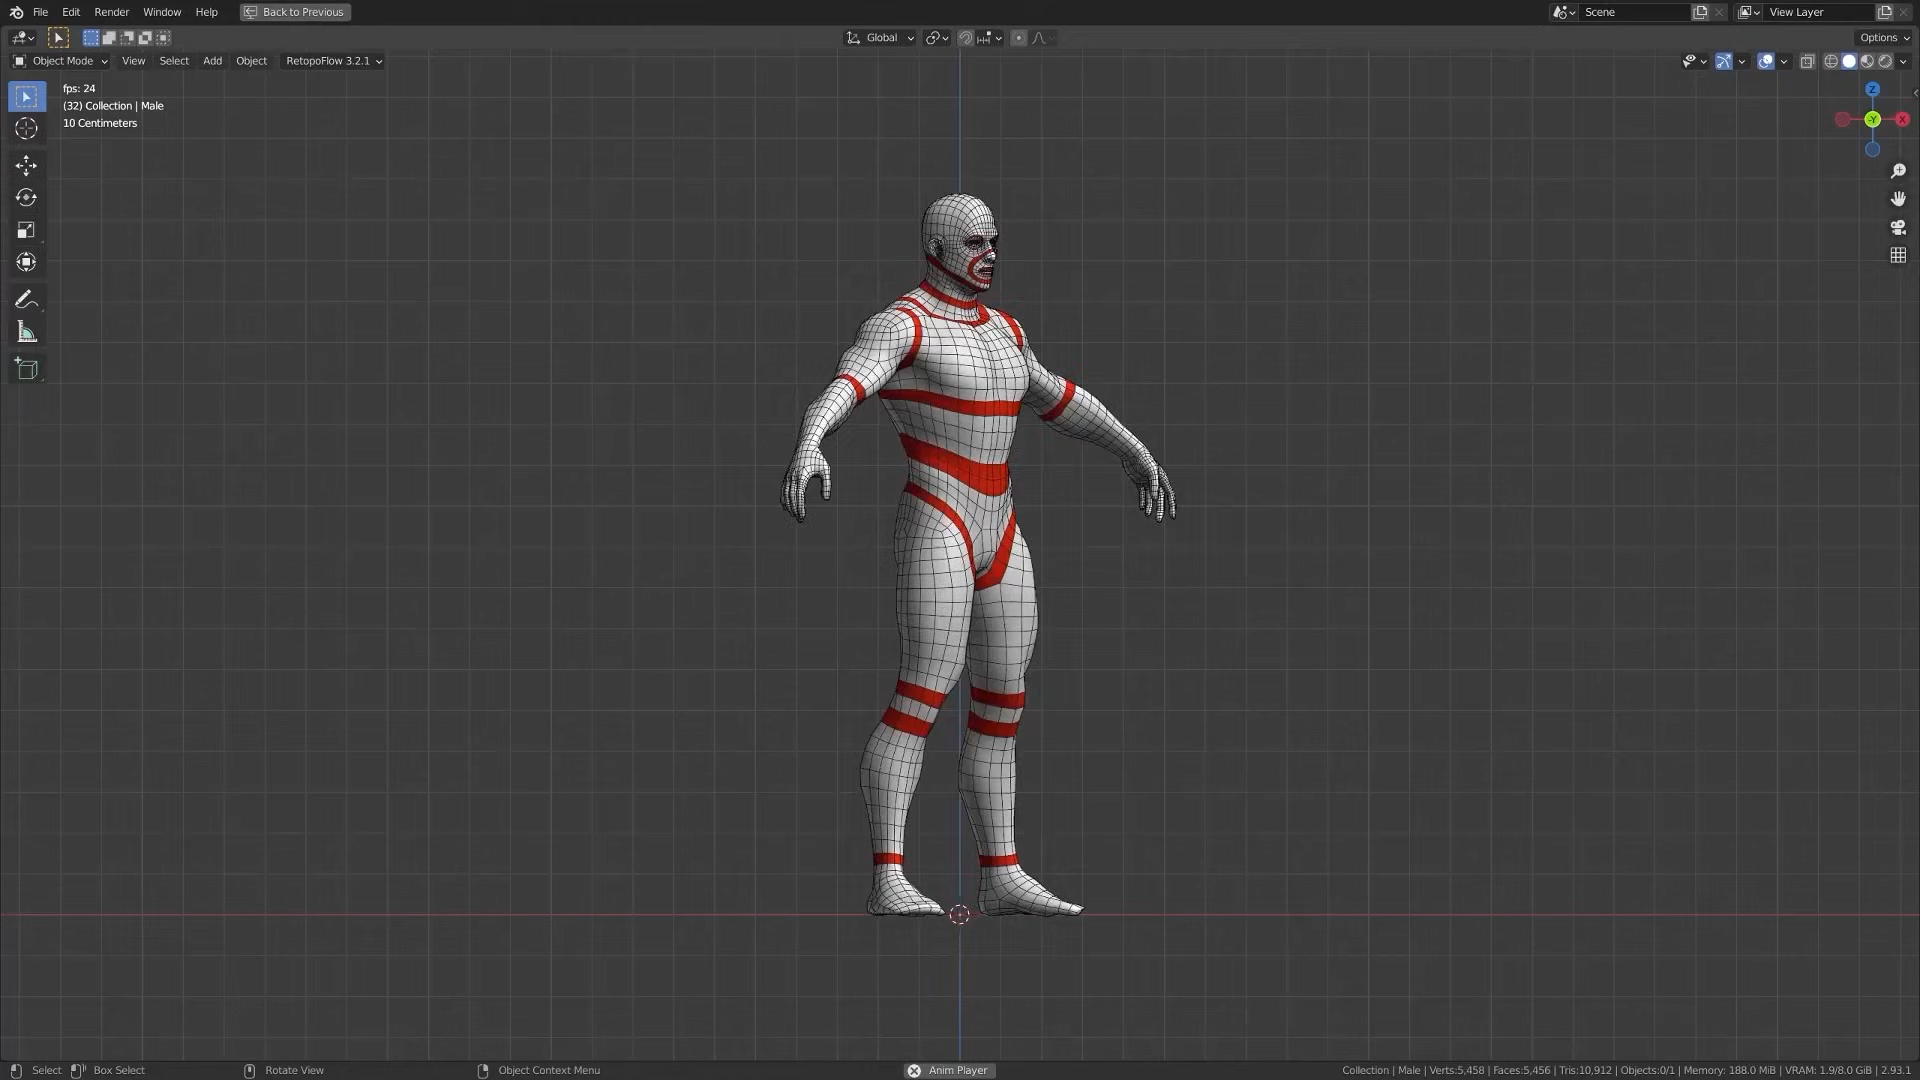 File Edit Render Window Help Back to Previous Scene View Layer
Global Options
Object Mode View Select Add Object RetopoFlow 3.2.1
fps: 24
(32) Collection | Male
10 Centimeters
Z
-Y X
Select Box Select Rotate View Object Context Menu Anim Player Collection | Male | Verts:5,458 | Faces:5,456 | Tris:10,912 | Objects:0/1 | Memory: 188.0 MiB | VRAM: 1.9/8.0 GiB | 2.93.1